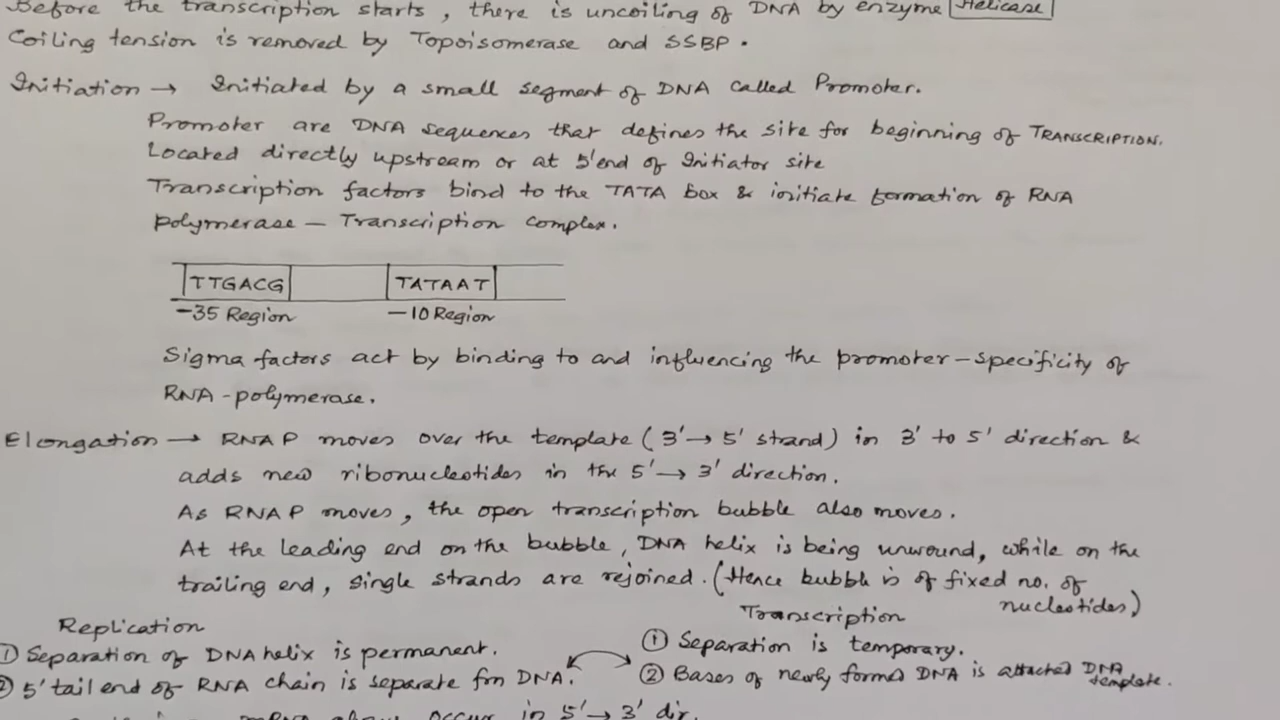 Before the transcription starts, there is uncoiling of DNA by enzyme Helicase
Coiling tension is removed by Topoisomerase and SSBP.
Initiation → Initiated by a small segment of DNA called Promoter.
Promoter are DNA sequences that defines the site for beginning of TRANSCRIPTION.
Located directly upstream or at 5' end of Initiator site
Transcription factors bind to the TATA box & initiate formation of RNA
polymerase – Transcription complex.
TTGACG TATAAT
-35 Region -10 Region
Sigma factors act by binding to and influencing the promoter-specificity of
RNA-polymerase.
Elongation → RNAP moves over the template (3'→5' strand) in 3' to 5' direction &
adds new ribonucleotides in the 5'→3' direction.
As RNAP moves, the open transcription bubble also moves.
At the leading end on the bubble, DNA helix is being unwound, while on the
trailing end, single strands are rejoined. (Hence bubble is of fixed no. of
nucleotides)
Replication
① Separation of DNA helix is permanent.
② 5' tail end of RNA chain is separate frm DNA.
Transcription
① Separation is temporary.
② Bases of newly formed DNA is attached DNA template.
occur in 5'→3' dir.